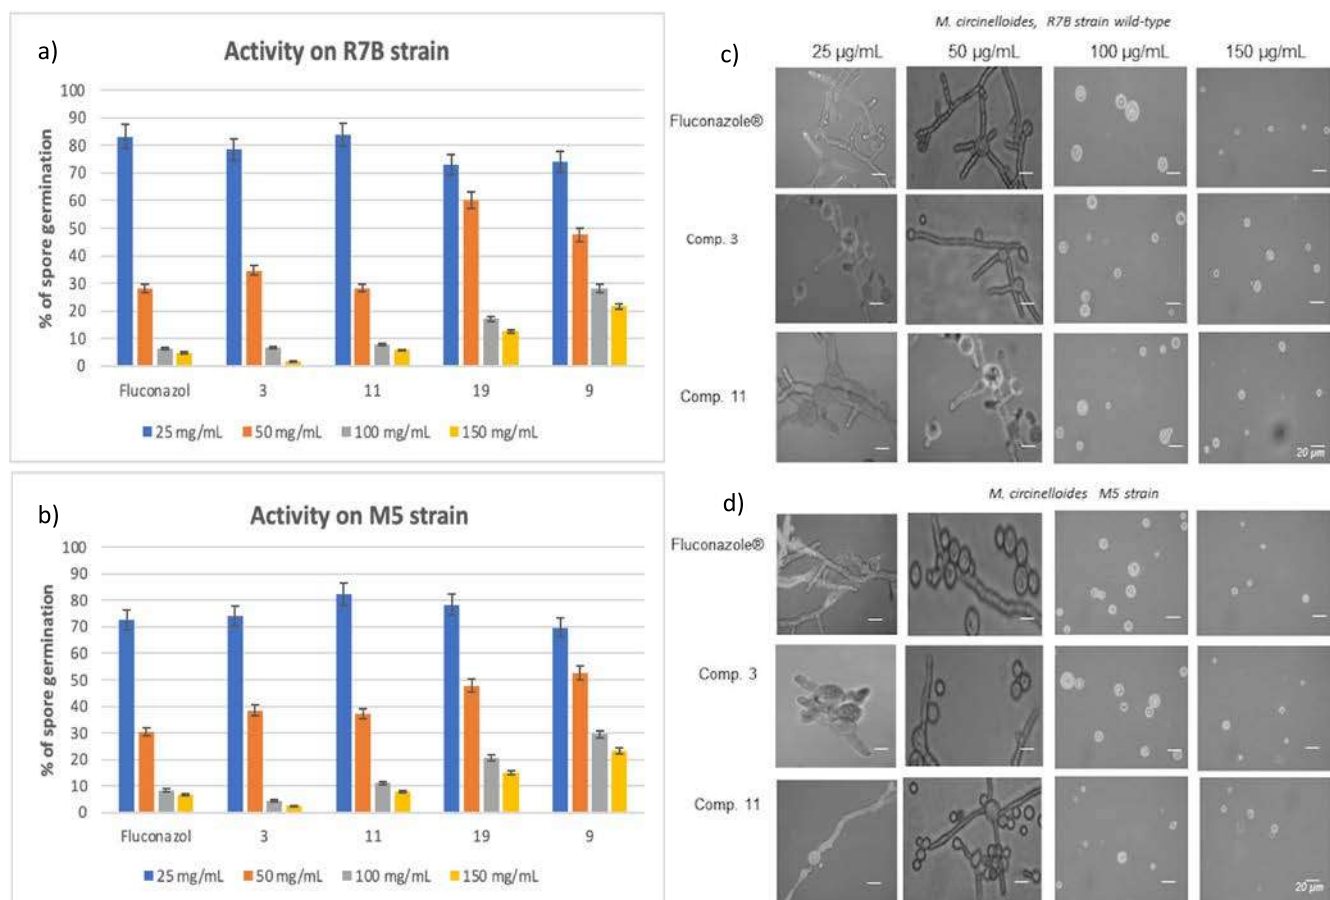 a)
Activity on R7B strain
% of spore germination
100
90
80
70
60
50
40
30
20
10
0
Fluconazol 3 11 19 9
25 mg/mL 50 mg/mL 100 mg/mL 150 mg/mL
b)
Activity on M5 strain
% of spore germination
100
90
80
70
60
50
40
30
20
10
0
Fluconazol 3 11 19 9
25 mg/mL 50 mg/mL 100 mg/mL 150 mg/mL
c)
M. circinelloides, R7B strain wild-type
25 µg/mL 50 µg/mL 100 µg/mL 150 µg/mL
Fluconazole®
Comp. 3
Comp. 11
20 µm
d)
M. circinelloides M5 strain
Fluconazole®
Comp. 3
Comp. 11
20 µm